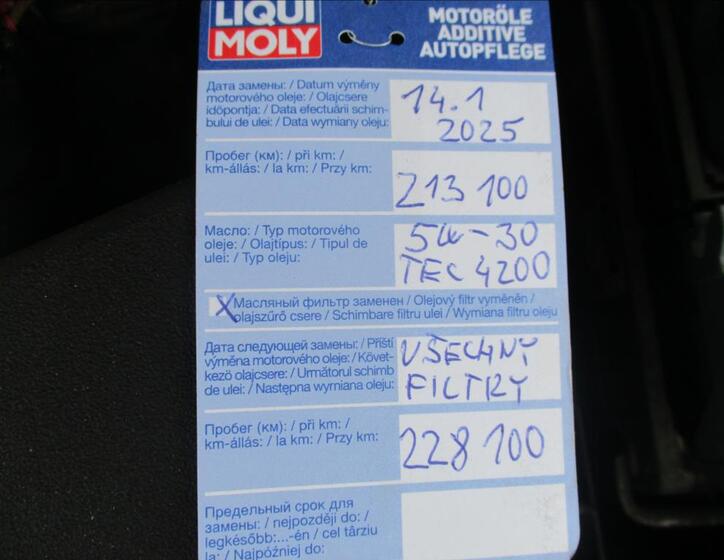 LIQUI
MOLY
MOTORÖLE
ADDITIVE
AUTOPFLEGE
Дата замены: / Datum výměny
motorového oleje: / Olajcsere
időpontja: / Data efectuării schim-
bului de ulei: / Data wymiany oleju:
14.1
2025
Пробег (км): / při km: /
km-állás: / la km: / Przy km:
213 100
Масло: / Typ motorového
oleje: / Olajtípus: / Tipul de
ulei: / Typ oleju:
5W-30
TEC 4200
X Масляный фильтр заменен / Olejový filtr vyměněn /
olajszűrő csere / Schimbare filtru ulei / Wymiana filtru oleju
Дата следующей замены: / Příští
výměna motorového oleje: / Követ-
kező olajcsere: / Următorul schimb
de ulei: / Następna wymiana oleju:
VŠECHNY
FILTRY
Пробег (км): / při km: /
km-állás: / la km: / Przy km:
228 100
Предельный срок для
замены: / nejpozději do: /
legkésőbb:...-én / cel târziu
la: / Najpóźniej do: